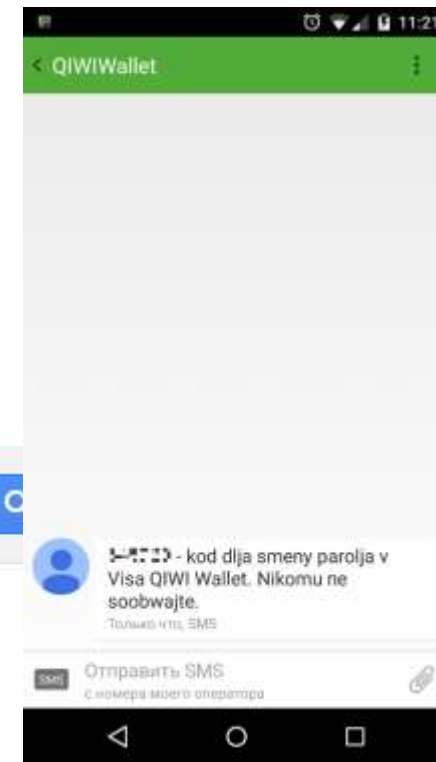 11:21
QIWIWallet
- kod dlja smeny parolja v
Visa QIWI Wallet. Nikomu ne
soobwajte.
Только что, SMS
SMS
Отправить SMS
с номера моего оператора